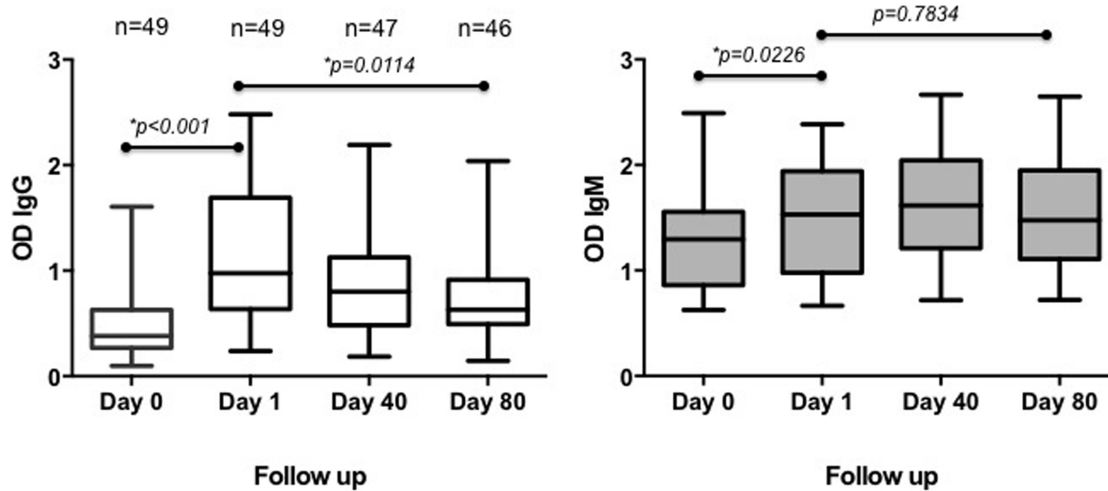 n=49 n=49 n=47 n=46
*p=0.0114
*p<0.001
OD IgG
3
2
1
0
Day 0 Day 1 Day 40 Day 80
Follow up
p=0.7834
*p=0.0226
OD IgM
3
2
1
0
Day 0 Day 1 Day 40 Day 80
Follow up